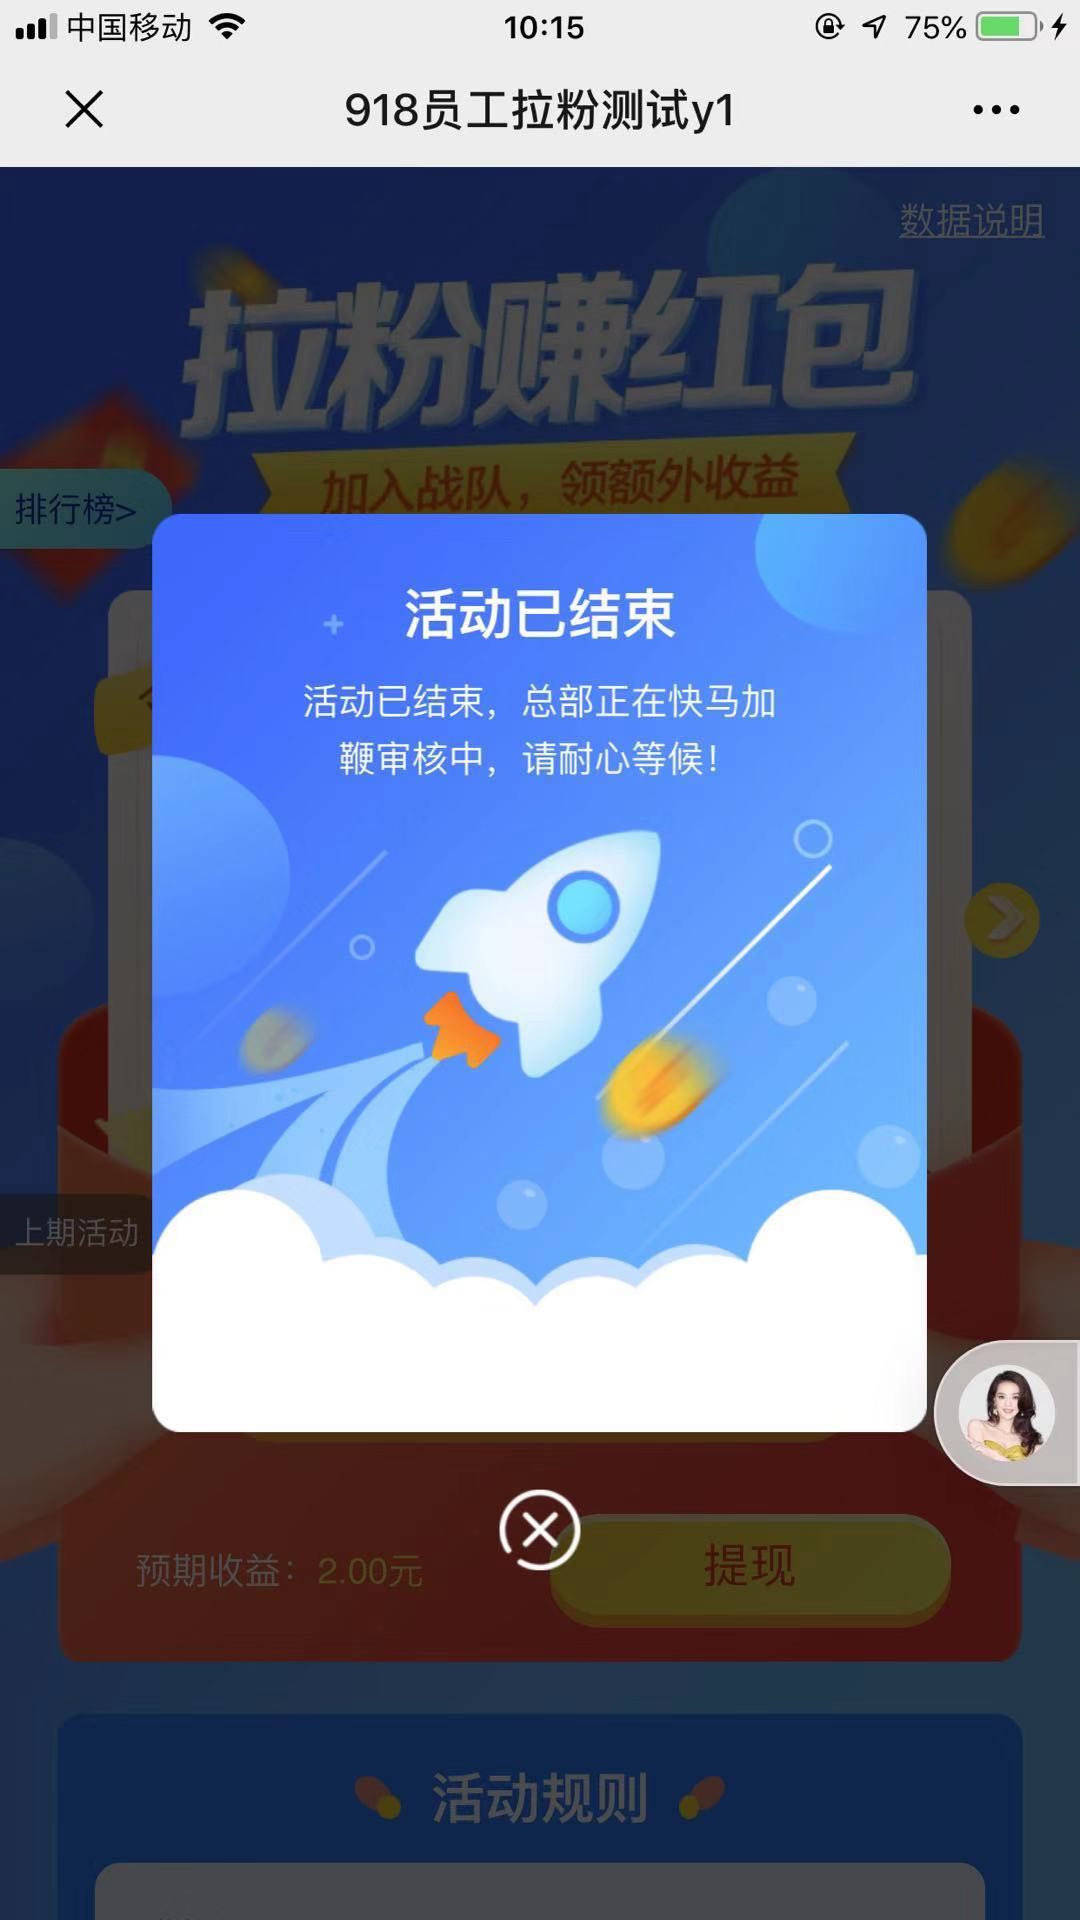 中国移动
10:15
75%
918员工拉粉测试y1
数据说明
拉粉赚红包
加入战队，领额外收益
排行榜>
活动已结束
活动已结束，总部正在快马加
鞭审核中，请耐心等候！
上期活动
预期收益：2.00元
提现
活动规则